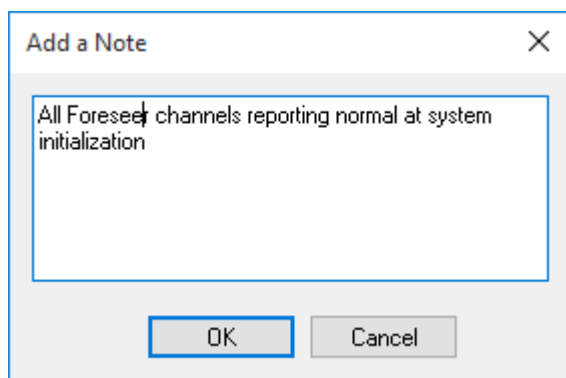 Add a Note
All Foreseer channels reporting normal at system
initialization
OK
Cancel